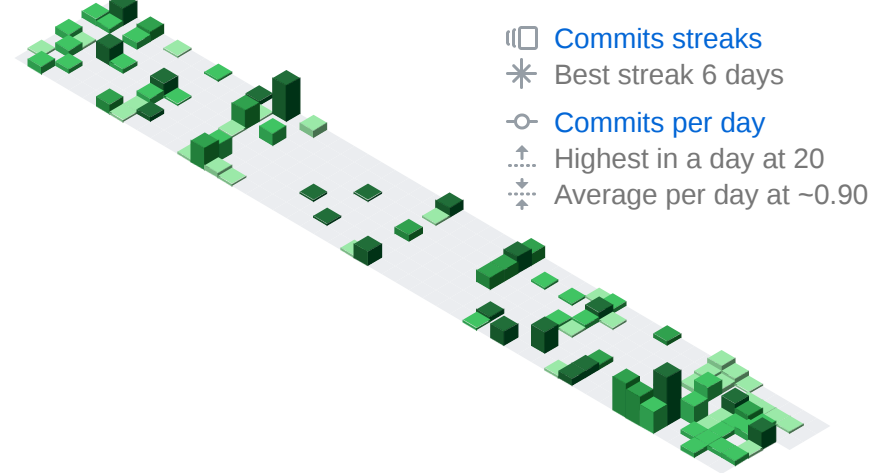 Commits streaks
Best streak 6 days
Commits per day
Highest in a day at 20
Average per day at ~0.90